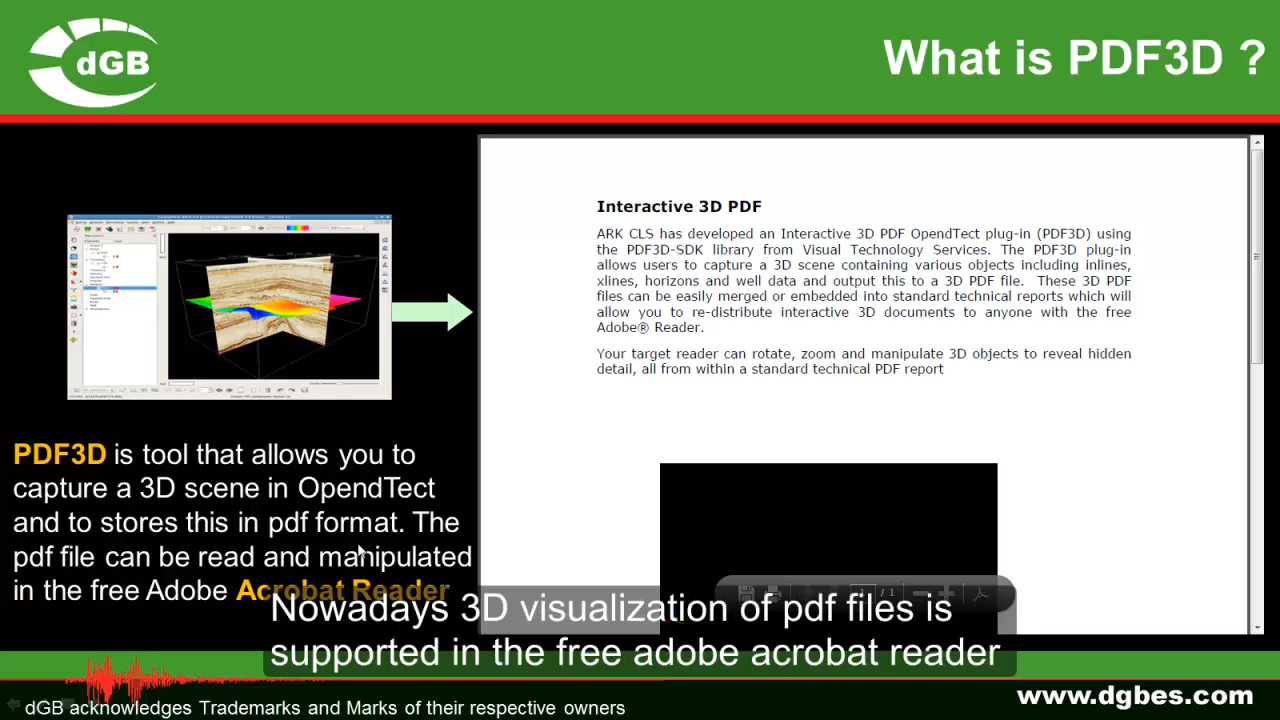 dGB
What is PDF3D ?
Interactive 3D PDF
ARK CLS has developed an Interactive 3D PDF OpendTect plug-in (PDF3D) using
the PDF3D-SDK library from Visual Technology Services. The PDF3D plug-in
allows users to capture a 3D scene containing various objects including inlines,
xlines, horizons and well data and output this to a 3D PDF file. These 3D PDF
files can be easily merged or embedded into standard technical reports which will
allow you to re-distribute interactive 3D documents to anyone with the free
Adobe® Reader.
Your target reader can rotate, zoom and manipulate 3D objects to reveal hidden
detail, all from within a standard technical PDF report
PDF3D is tool that allows you to
capture a 3D scene in OpendTect
and to stores this in pdf format. The
pdf file can be read and manipulated
in the free Adobe Acrobat Reader
Nowadays 3D visualization of pdf files is
supported in the free adobe acrobat reader
www.dgbes.com
dGB acknowledges Trademarks and Marks of their respective owners